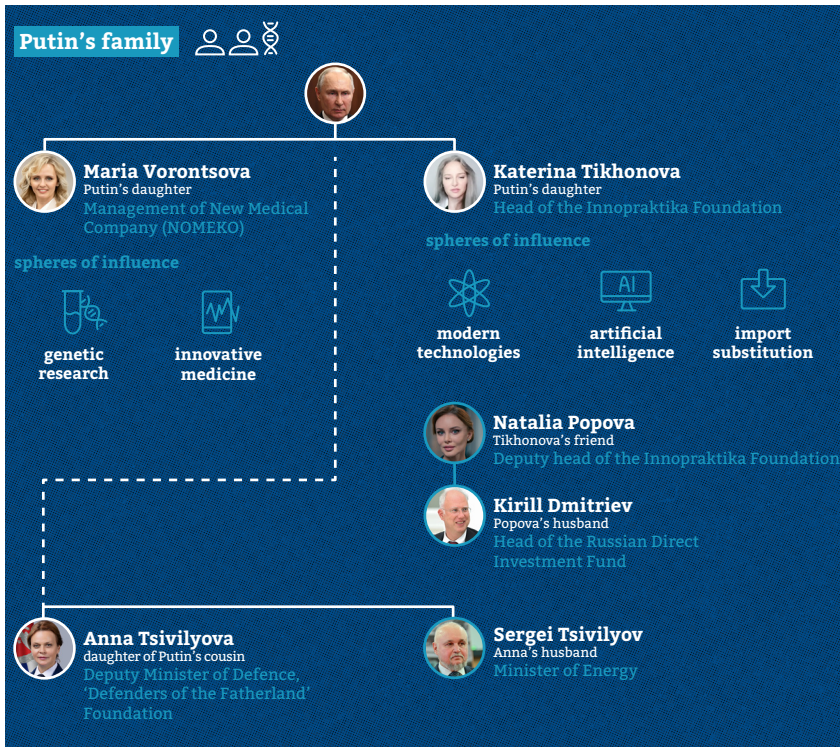 Putin's family
Maria Vorontsova
Putin's daughter
Management of New Medical
Company (NOMEKO)
spheres of influence
genetic
research
innovative
medicine
Katerina Tikhonova
Putin's daughter
Head of the Innopraktika Foundation
spheres of influence
modern
technologies
AI
artificial
intelligence
import
substitution
Natalia Popova
Tikhonova's friend
Deputy head of the Innopraktika Foundation
Kirill Dmitriev
Popova's husband
Head of the Russian Direct
Investment Fund
Anna Tsivilyova
daughter of Putin's cousin
Deputy Minister of Defence,
‘Defenders of the Fatherland’
Foundation
Sergei Tsivilyov
Anna's husband
Minister of Energy